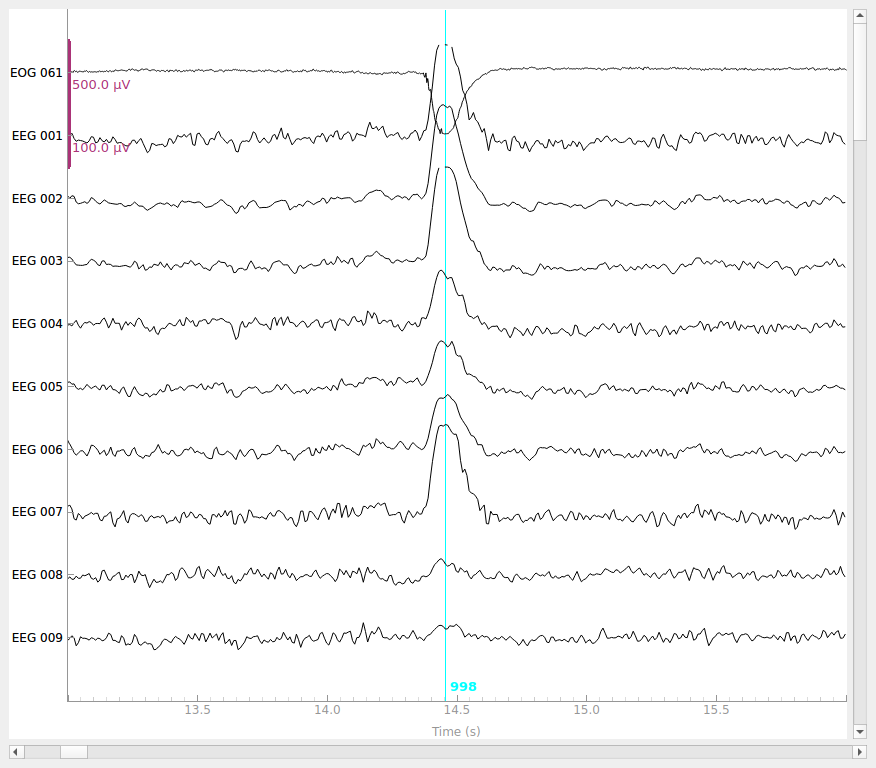 EOG 061
500.0 µV
EEG 001
100.0 µV
EEG 002
EEG 003
EEG 004
EEG 005
EEG 006
EEG 007
EEG 008
EEG 009
998
13.5 14.0 14.5 15.0 15.5
Time (s)